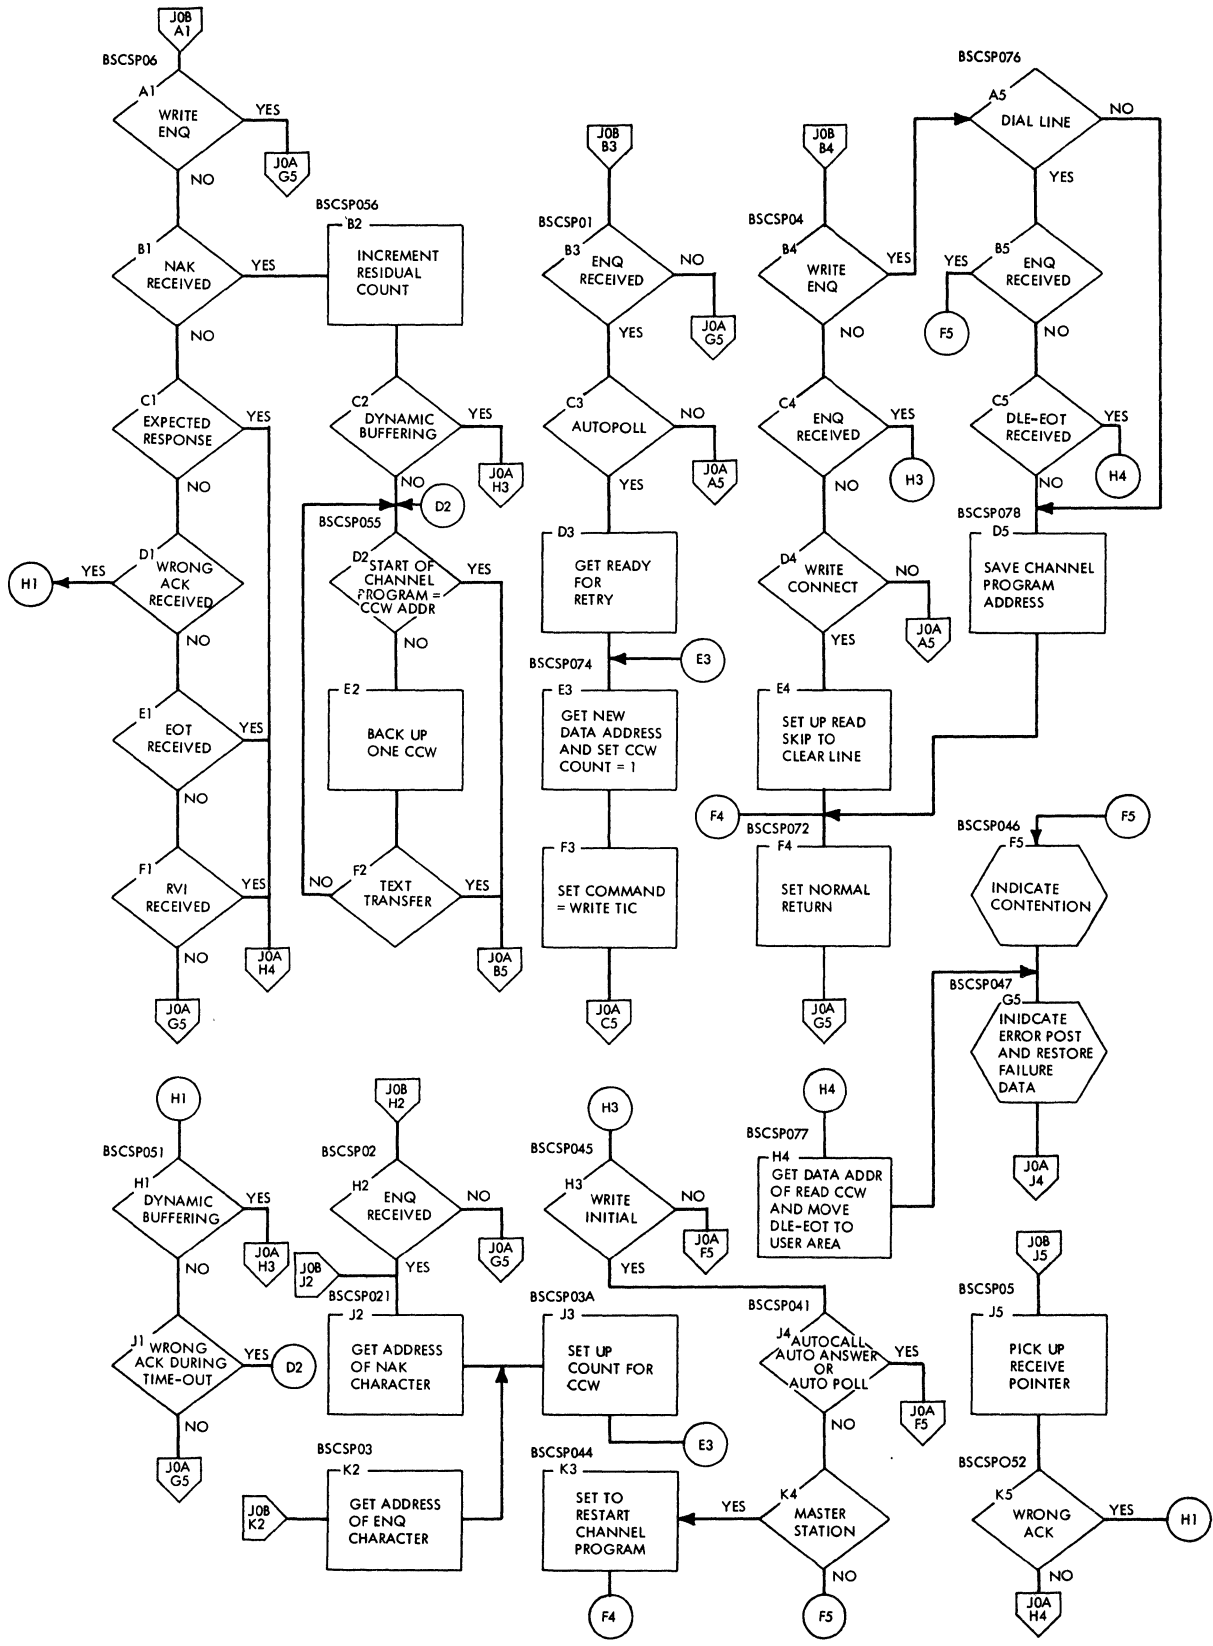 J0B
A1
BSCSP06
A1
WRITE
ENQ
YES
J0A
G5
NO
B1
NAK
RECEIVED
YES
NO
C1
EXPECTED
RESPONSE
YES
NO
D1
WRONG
ACK
RECEIVED
YES
H1
NO
E1
EOT
RECEIVED
YES
NO
F1
RVI
RECEIVED
YES
J0A
H4
NO
J0A
G5
BSCSP056
B2
INCREMENT
RESIDUAL
COUNT
C2
DYNAMIC
BUFFERING
YES
J0A
H3
NO
D2
BSCSP055
D2
START OF
CHANNEL
PROGRAM =
CCW ADDR
YES
NO
E2
BACK UP
ONE CCW
F2
TEXT
TRANSFER
NO
YES
J0A
B5
J0B
B3
BSCSP01
B3
ENQ
RECEIVED
NO
J0A
G5
YES
C3
AUTOPOLL
NO
J0A
A5
YES
D3
GET READY
FOR
RETRY
BSCSP074
E3
E3
GET NEW
DATA ADDRESS
AND SET CCW
COUNT = 1
F3
SET COMMAND
= WRITE TIC
J0A
C5
J0B
B4
BSCSP04
B4
WRITE
ENQ
YES
NO
C4
ENQ
RECEIVED
YES
H3
NO
D4
WRITE
CONNECT
NO
J0A
A5
YES
E4
SET UP READ
SKIP TO
CLEAR LINE
F4
BSCSP072
F4
SET NORMAL
RETURN
J0A
G5
BSCSP076
A5
DIAL LINE
NO
YES
B5
ENQ
RECEIVED
YES
F5
NO
C5
DLE-EOT
RECEIVED
YES
H4
NO
BSCSP078
D5
SAVE CHANNEL
PROGRAM
ADDRESS
BSCSP046
F5
F5
INDICATE
CONTENTION
BSCSP047
G5
INIDCATE
ERROR POST
AND RESTORE
FAILURE
DATA
J0A
J4
H1
BSCSP051
H1
DYNAMIC
BUFFERING
YES
J0A
H3
NO
J1
WRONG
ACK DURING
TIME-OUT
YES
D2
NO
J0A
G5
J0B
H2
BSCSP02
H2
ENQ
RECEIVED
NO
J0A
G5
YES
J0B
J2
BSCSP021
J2
GET ADDRESS
OF NAK
CHARACTER
BSCSP03
K2
GET ADDRESS
OF ENQ
CHARACTER
J0B
K2
H3
BSCSP045
H3
WRITE
INITIAL
NO
J0A
F5
YES
BSCSP03A
J3
SET UP
COUNT FOR
CCW
E3
BSCSP044
K3
SET TO
RESTART
CHANNEL
PROGRAM
F4
H4
BSCSP077
H4
GET DATA ADDR
OF READ CCW
AND MOVE
DLE-EOT TO
USER AREA
BSCSP041
J4
AUTOCALL
AUTO ANSWER
OR
AUTO POLL
YES
J0A
F5
NO
K4
MASTER
STATION
YES
NO
F5
J0B
J5
BSCSP05
J5
PICK UP
RECEIVE
POINTER
BSCSPO52
K5
WRONG
ACK
YES
H1
NO
J0A
H4